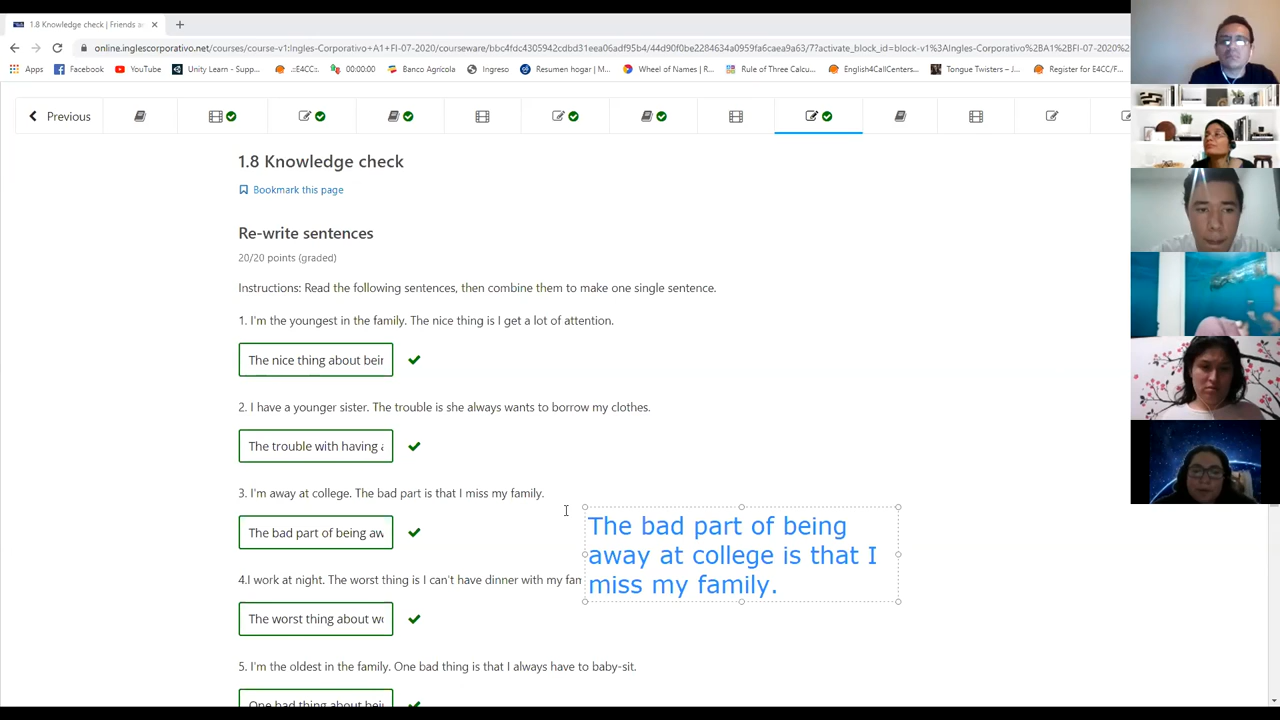 1.8 Knowledge check | Friends a
online.inglescorporativo.net/courses/course-v1:Ingles-Corporativo+A1+FI-07-2020/courseware/bbc4fdc4305942cdbd31eea06adf95b4/44d90f0be2284634a0959fa6caea9a63/7?activate_block_id=block-v1%3AIngles-Corporativo%2BA1%2BFI-07-2020%
Apps Facebook YouTube Unity Learn - Supp... .::E4CC::. 00:00:00 Banco Agrícola Ingreso Resumen hogar | M... Wheel of Names | R... Rule of Three Calcu... English4CallCenters... Tongue Twisters – J... Register for E4CC/F...
Previous
1.8 Knowledge check
Bookmark this page
Re-write sentences
20/20 points (graded)
Instructions: Read the following sentences, then combine them to make one single sentence.
1. I'm the youngest in the family. The nice thing is I get a lot of attention.
The nice thing about bein
2. I have a younger sister. The trouble is she always wants to borrow my clothes.
The trouble with having a
3. I'm away at college. The bad part is that I miss my family.
The bad part of being
The bad part of being aw
away at college is that I
4.I work at night. The worst thing is I can't have dinner with my fam
miss my family.
The worst thing about wo
5. I'm the oldest in the family. One bad thing is that I always have to baby-sit.
One bad thing about bein